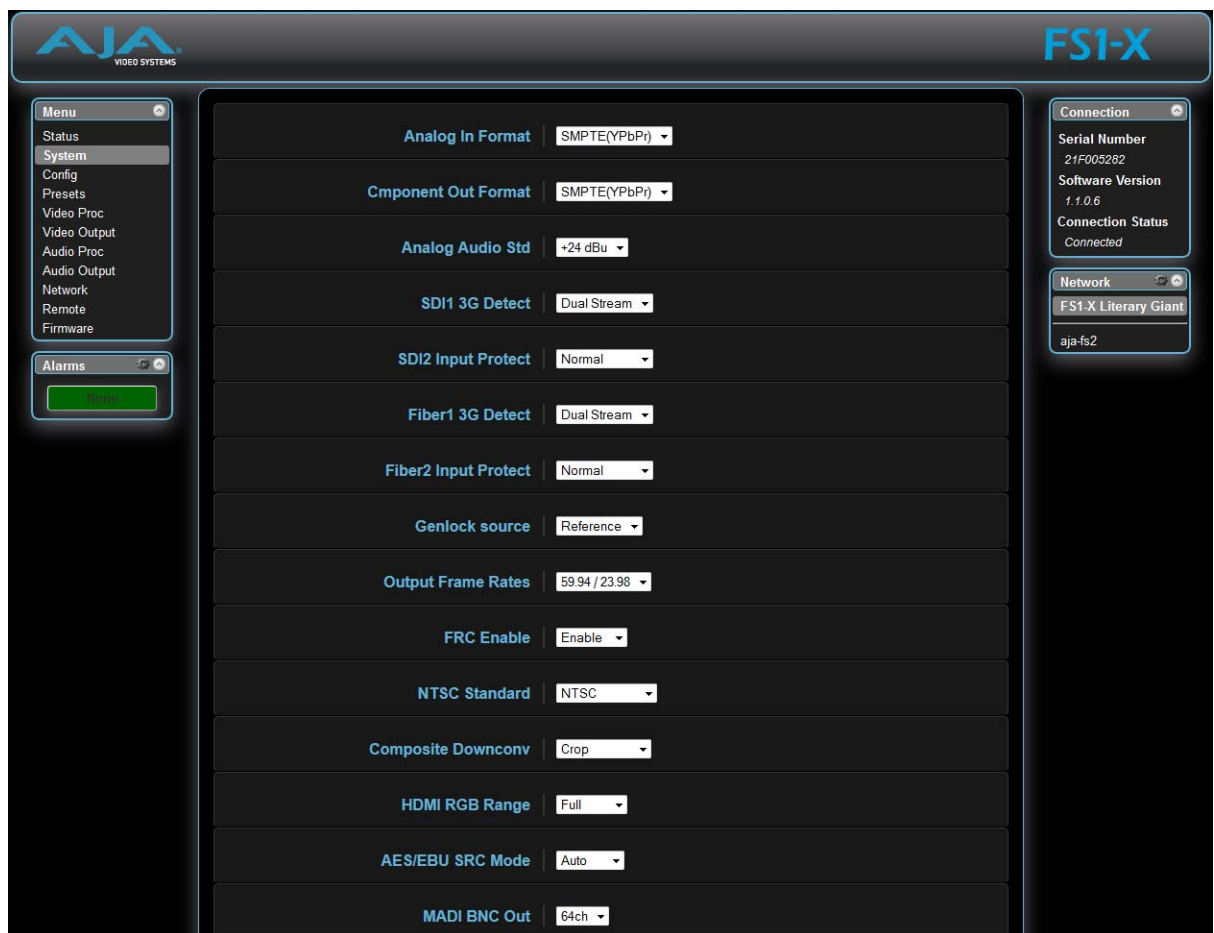 AJA
VIDEO SYSTEMS
FS1-X
Menu
Status
System
Config
Presets
Video Proc
Video Output
Audio Proc
Audio Output
Network
Remote
Firmware
Alarms
None
Analog In Format SMPTE(YPbPr)
Cmponent Out Format SMPTE(YPbPr)
Analog Audio Std +24 dBu
SDI1 3G Detect Dual Stream
SDI2 Input Protect Normal
Fiber1 3G Detect Dual Stream
Fiber2 Input Protect Normal
Genlock source Reference
Output Frame Rates 59.94 / 23.98
FRC Enable Enable
NTSC Standard NTSC
Composite Downconv Crop
HDMI RGB Range Full
AES/EBU SRC Mode Auto
MADI BNC Out 64ch
Connection
Serial Number
21F005282
Software Version
1.1.0.6
Connection Status
Connected
Network
FS1-X Literary Giant
aja-fs2